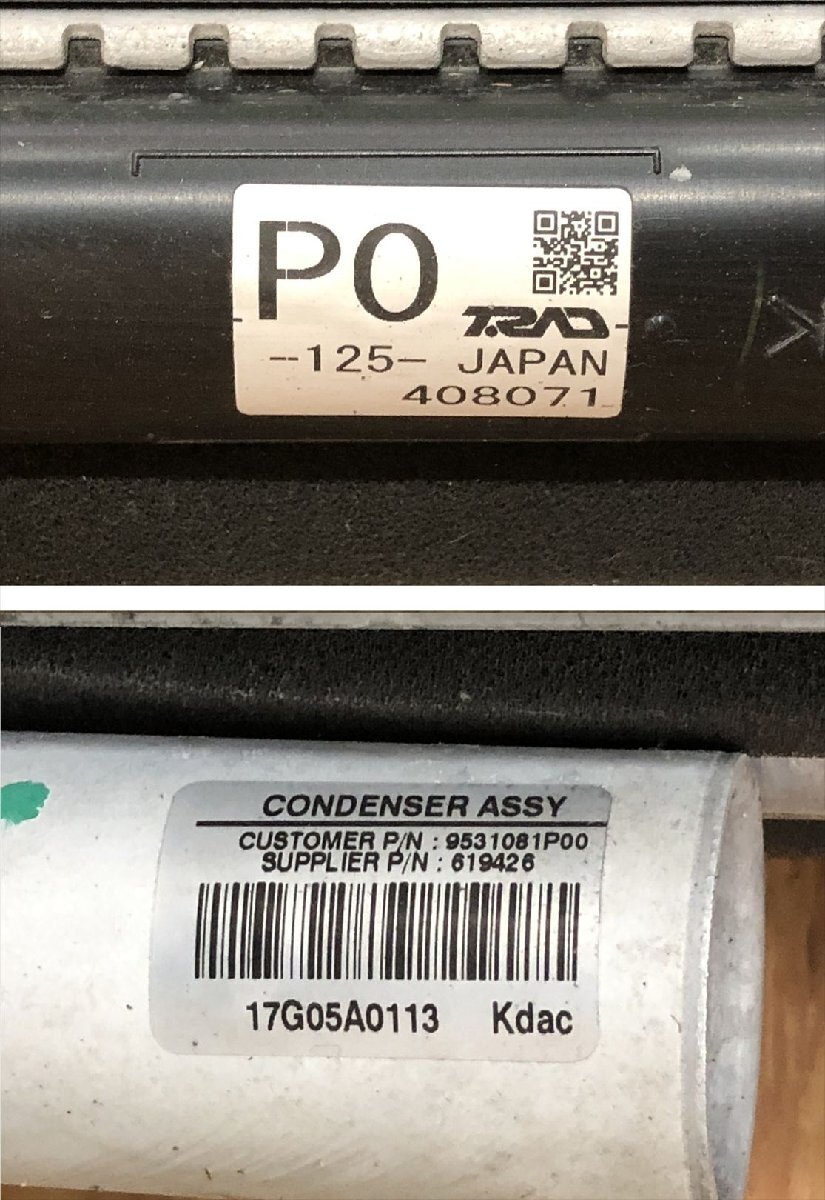 P0
T.RAD
--125- JAPAN
408071
CONDENSER ASSY
CUSTOMER P/N : 9531081P00
SUPPLIER P/N : 619426
17G05A0113 Kdac